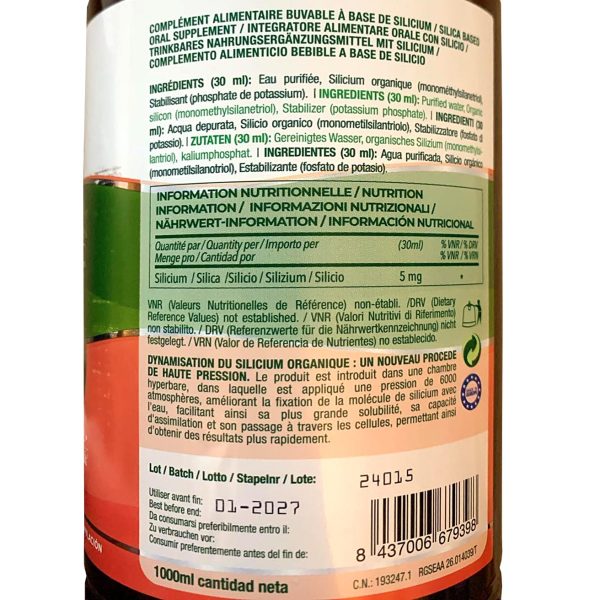 COMPLÉMENT ALIMENTAIRE BUVABLE À BASE DE SILICIUM / SILICA BASED
ORAL SUPPLEMENT / INTEGRATORE ALIMENTARE ORALE CON SILICIO /
TRINKBARES NAHRUNGSERGÄNZUNGSMITTEL MIT SILICIUM /
COMPLEMENTO ALIMENTICIO BEBIBLE A BASE DE SILICIO
INGRÉDIENTS (30 ml): Eau purifiée, Silicium organique (monométhylsilanetriol),
Stabilisant (phosphate de potassium). | INGREDIENTS (30 ml): Purified water, Organic
silicon (monomethylsilanetriol), Stabilizer (potassium phosphate). | INGREDIENTI (30
ml): Acqua depurata, Silicio organico (monometilsilantriolo), Stabilizzatore (fosfato di
potassio). | ZUTATEN (30 ml): Gereinigtes Wasser, organisches Silizium (monomethylsi-
lantriol), kaliumphosphat. | INGREDIENTES (30 ml): Agua purificada, Silicio orgánico
(monometilsilanotriol), Estabilizante (fosfato de potasio).
INFORMATION NUTRITIONNELLE / NUTRITION
INFORMATION / INFORMAZIONI NUTRIZIONALI /
NÄHRWERT-INFORMATION / INFORMACIÓN NUTRICIONAL
Quantité par / Quantity per / Importo per (30ml) % VNR / % DRV
Menge pro / Cantidad por % VNR / % VRN
Silicium / Silica / Silicio / Silizium / Silicio 5 mg *
VNR (Valeurs Nutritionelles de Référence) non-établi. / DRV (Dietary
Reference Values) not established. / VNR (Valori Nutritivi di Riferimento)
non stabilito. / DRV (Referenzwerte für die Nährwertkennzeichnung) nicht
festgelegt. / VRN (Valor de Referencia de Nutrientes) no establecido.
DYNAMISATION DU SILICIUM ORGANIQUE : UN NOUVEAU PROCEDE
DE HAUTE PRESSION. Le produit est introduit dans une chambre
hyperbare, dans laquelle est appliqué une pression de 6000
atmosphères, améliorant la fixation de la molécule de silicium avec
l'eau, facilitant ainsi sa plus grande solubilité, sa capacité
d'assimilation et son passage à travers les cellules, permettant ainsi
d'obtenir des résultats plus rapidement.
Lot / Batch / Lotto / Stapelnr / Lote: 24015
Utiliser avant fin:
Best before end: 01-2027
Da consumarsi preferibilmente entro il:
Zu verbrauchen vor:
Consumir preferentemente antes del fin de:
8 437006 679398
1000ml cantidad neta
C.N.: 193247.1 RGSEAA 26.014039/T